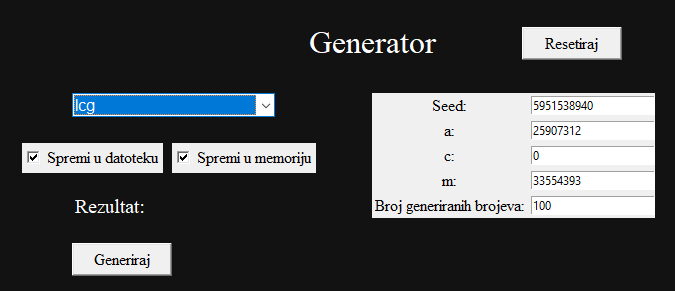 Generator
Resetiraj
lcg
Seed: 5951538940
a: 25907312
c: 0
m: 33554393
Broj generiranih brojeva: 100
Spremi u datoteku
Spremi u memoriju
Rezultat:
Generiraj